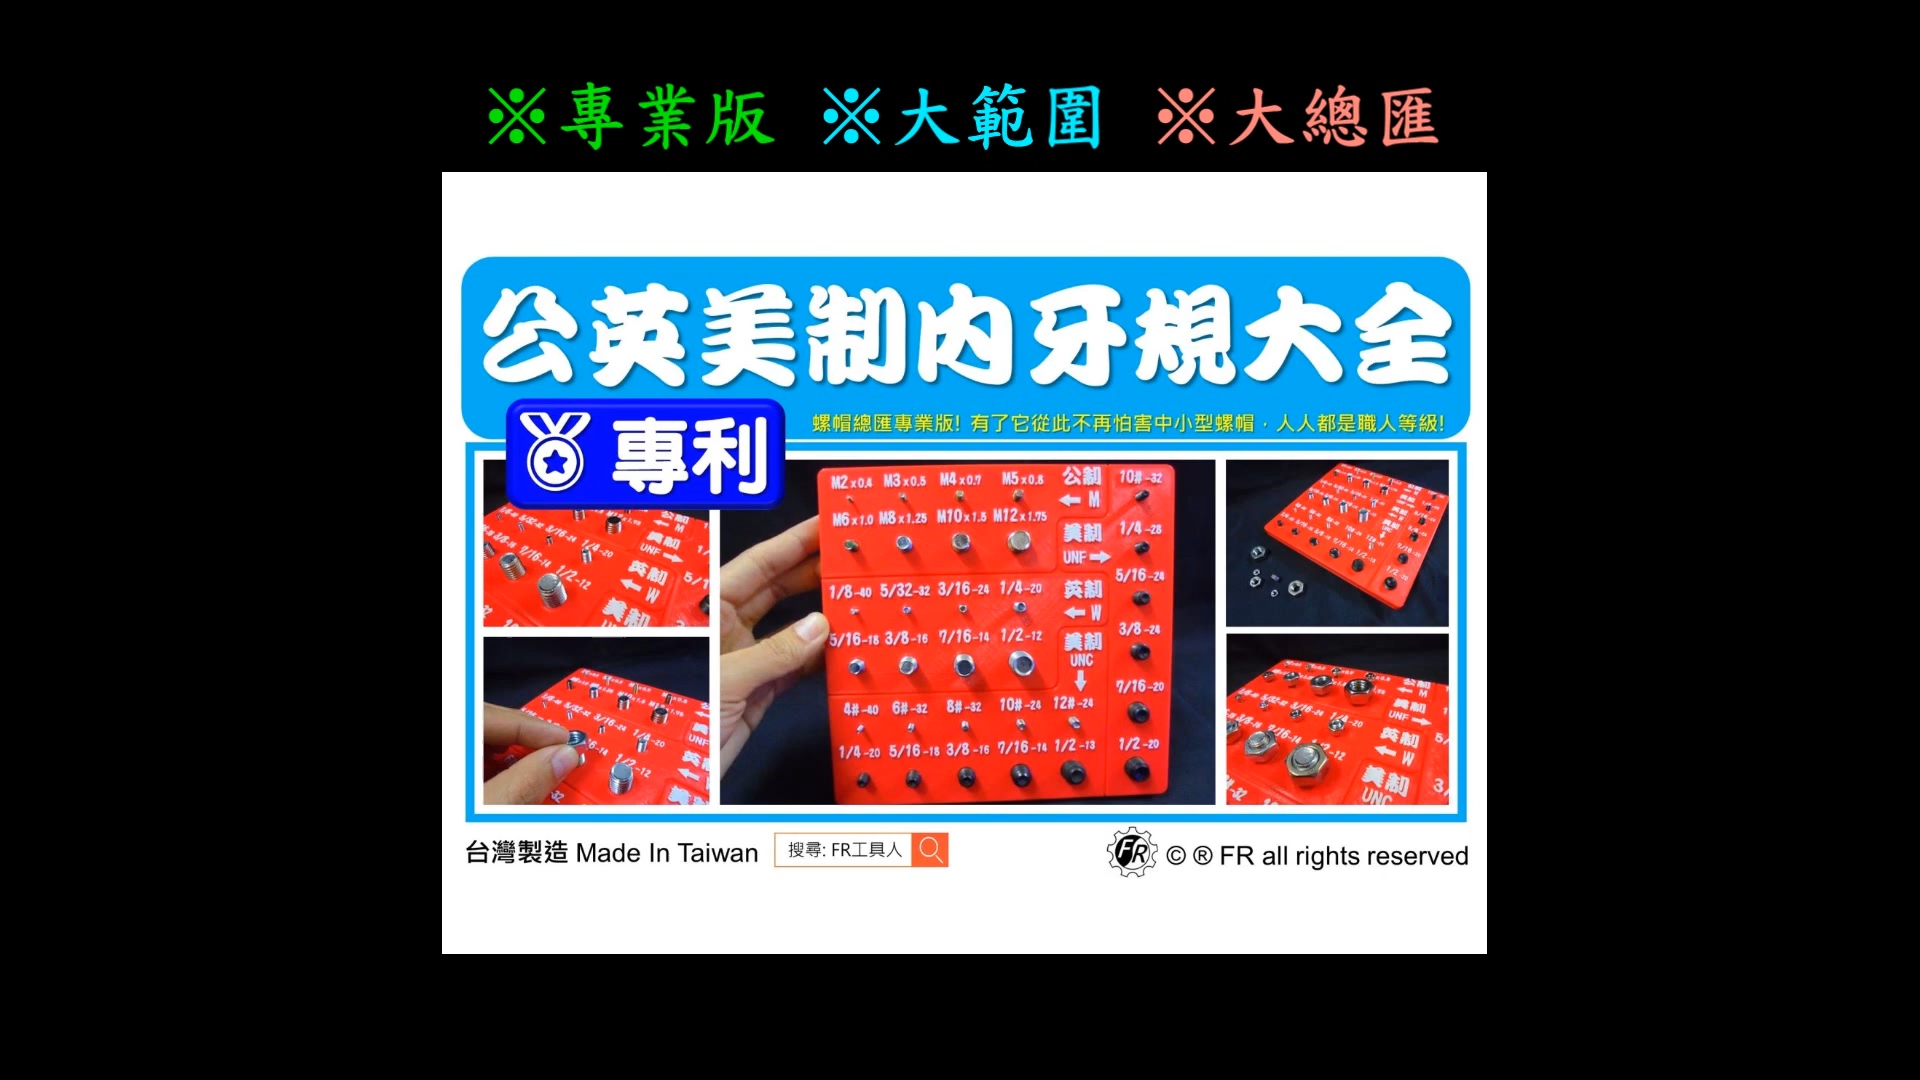 ※專業版 ※大範圍 ※大總匯
公英美制內牙規大全
專利
螺帽總匯專業版! 有了它從此不再怕害中小型螺帽，人人都是職人等級!
M2x0.4 M3x0.5 M4x0.7 M5x0.8 公制
← M
M6x1.0 M8x1.25 M10x1.5 M12x1.75
美制
UNF →
1/8-40 5/32-32 3/16-24 1/4-20 英制
← W
5/16-18 3/8-16 7/16-14 1/2-12 美制
UNC
↓
4#-40 6#-32 8#-32 10#-24 12#-24
1/4-20 5/16-18 3/8-16 7/16-14 1/2-13
10#-32
1/4-28
5/16-24
3/8-24
7/16-20
1/2-20
台灣製造 Made In Taiwan
搜尋: FR工具人
FR © ® FR all rights reserved